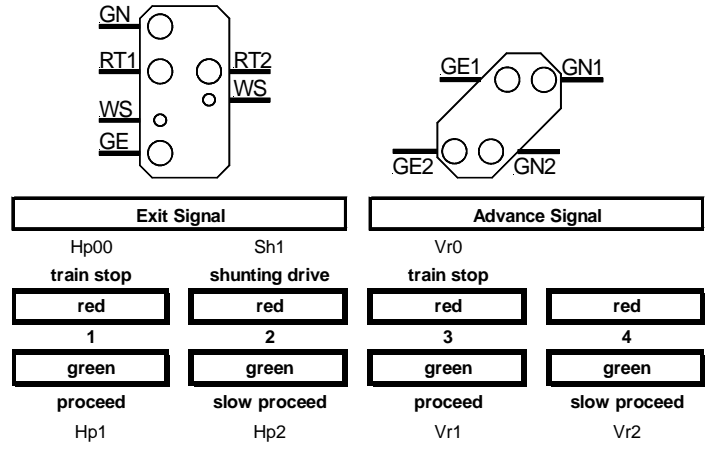 GN
RT1 RT2
WS
WS
GE
GE1 GN1
GE2 GN2
Exit Signal Advance Signal
Hp00 Sh1 Vr0
train stop shunting drive train stop
red red red red
1 2 3 4
green green green green
proceed slow proceed proceed slow proceed
Hp1 Hp2 Vr1 Vr2